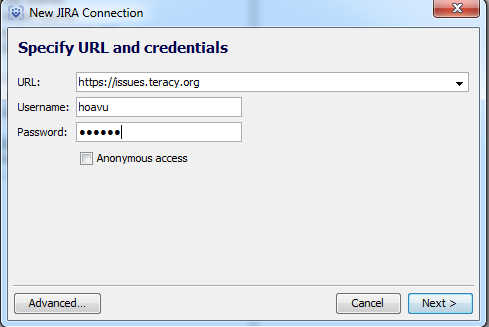 New JIRA Connection
Specify URL and credentials
URL: https://issues.teracy.org
Username: hoavu
Password: ●●●●●●
Anonymous access
Advanced... Cancel Next >